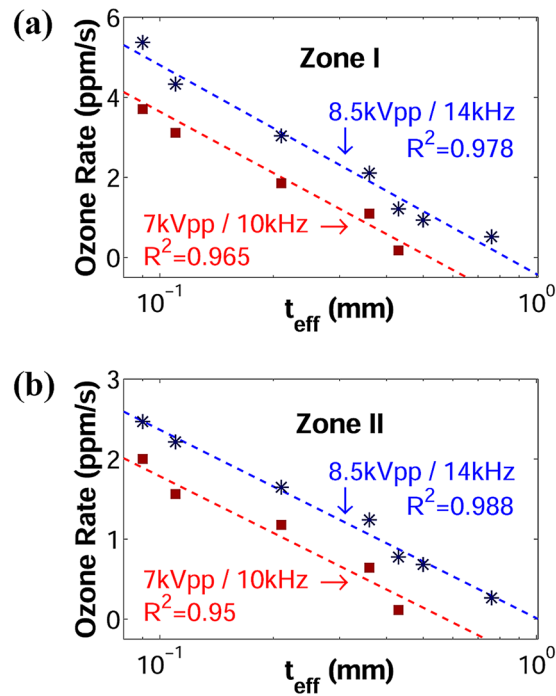 (a)
Zone I
8.5kVpp / 14kHz
R²=0.978
7kVpp / 10kHz
R²=0.965
Ozone Rate (ppm/s)
6
4
2
0
10⁻¹
10⁰
t_eff (mm)
(b)
Zone II
8.5kVpp / 14kHz
R²=0.988
7kVpp / 10kHz
R²=0.95
Ozone Rate (ppm/s)
3
2
1
0
10⁻¹
10⁰
t_eff (mm)